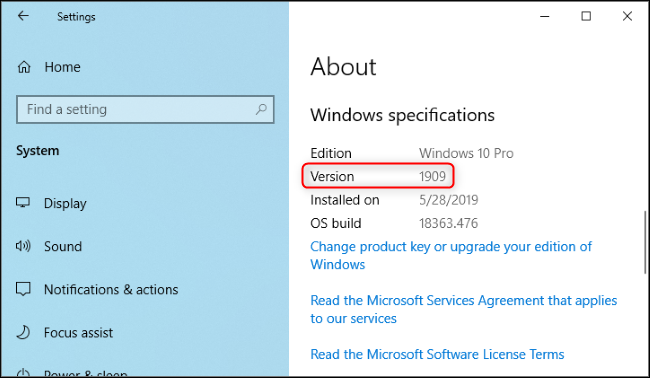 Settings
Home
Find a setting
System
Display
Sound
Notifications & actions
Focus assist
Power & sleep
About
Windows specifications
Edition Windows 10 Pro
Version 1909
Installed on 5/28/2019
OS build 18363.476
Change product key or upgrade your edition of
Windows
Read the Microsoft Services Agreement that applies
to our services
Read the Microsoft Software License Terms